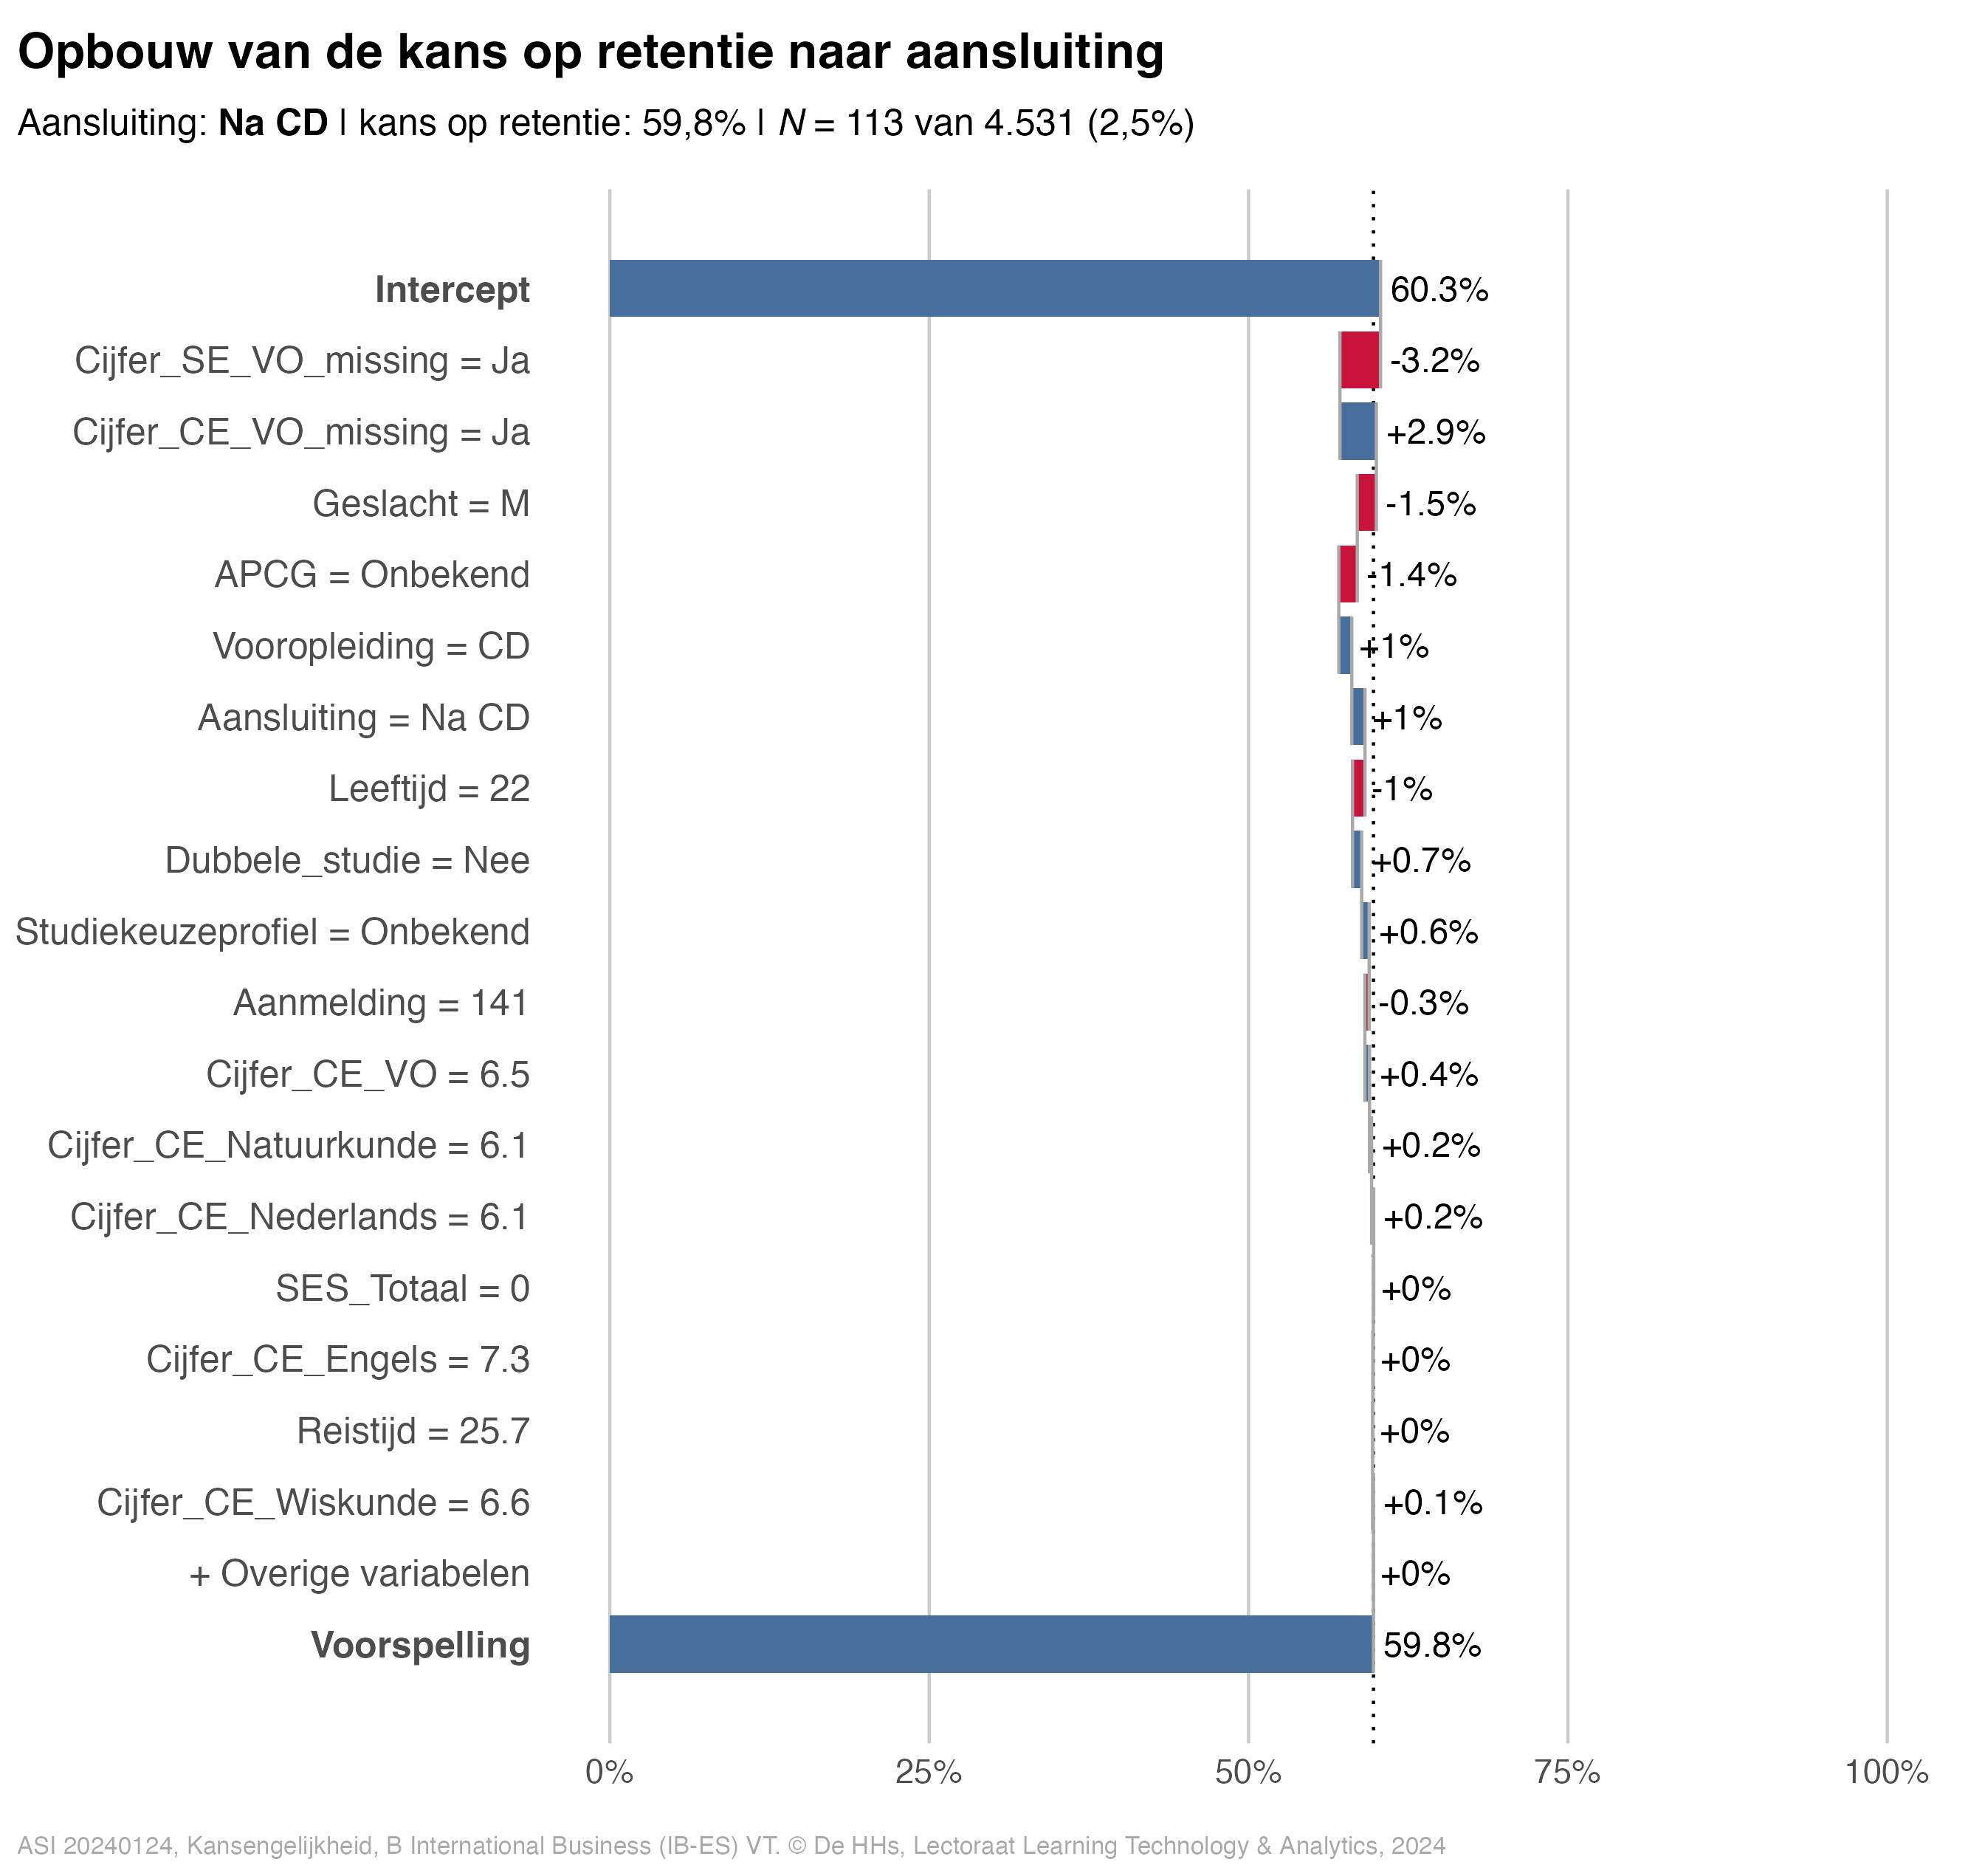 Opbouw van de kans op retentie naar aansluiting
Aansluiting: Na CD | kans op retentie: 59,8% | N = 113 van 4.531 (2,5%)
Intercept 60.3%
Cijfer_SE_VO_missing = Ja -3.2%
Cijfer_CE_VO_missing = Ja +2.9%
Geslacht = M -1.5%
APCG = Onbekend -1.4%
Vooropleiding = CD +1%
Aansluiting = Na CD +1%
Leeftijd = 22 -1%
Dubbele_studie = Nee +0.7%
Studiekeuzeprofiel = Onbekend +0.6%
Aanmelding = 141 -0.3%
Cijfer_CE_VO = 6.5 +0.4%
Cijfer_CE_Natuurkunde = 6.1 +0.2%
Cijfer_CE_Nederlands = 6.1 +0.2%
SES_Totaal = 0 +0%
Cijfer_CE_Engels = 7.3 +0%
Reistijd = 25.7 +0%
Cijfer_CE_Wiskunde = 6.6 +0.1%
+ Overige variabelen +0%
Voorspelling 59.8%
0% 25% 50% 75% 100%
ASI 20240124, Kansengelijkheid, B International Business (IB-ES) VT. © De HHs, Lectoraat Learning Technology & Analytics, 2024